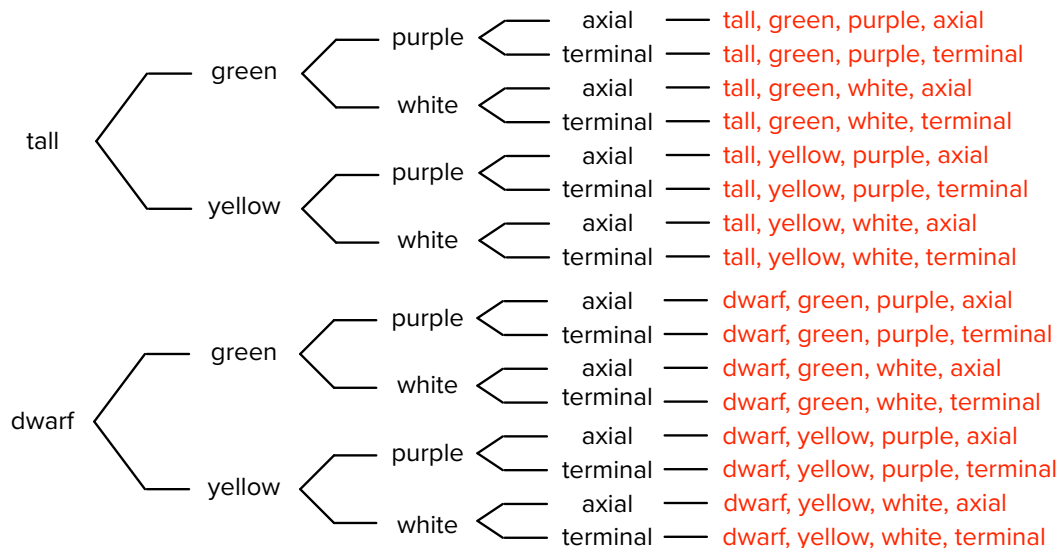 purple axial tall, green, purple, axial
green terminal tall, green, purple, terminal
white axial tall, green, white, axial
tall terminal tall, green, white, terminal
purple axial tall, yellow, purple, axial
yellow terminal tall, yellow, purple, terminal
white axial tall, yellow, white, axial
terminal tall, yellow, white, terminal
purple axial dwarf, green, purple, axial
green terminal dwarf, green, purple, terminal
white axial dwarf, green, white, axial
dwarf terminal dwarf, green, white, terminal
purple axial dwarf, yellow, purple, axial
yellow terminal dwarf, yellow, purple, terminal
white axial dwarf, yellow, white, axial
terminal dwarf, yellow, white, terminal